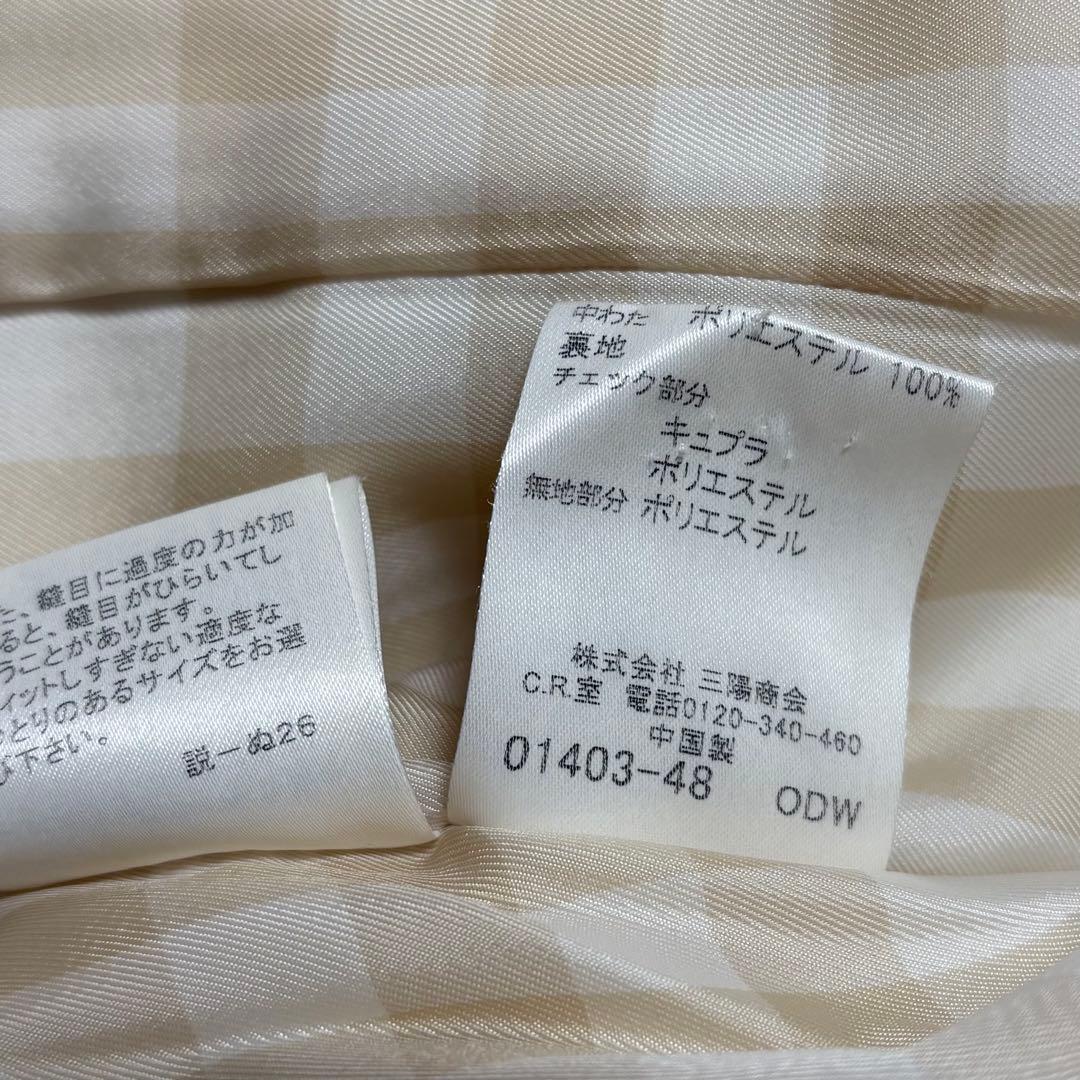 中わた ポリエステル 100%
裏地
チェック部分
キュプラ
ポリエステル
無地部分 ポリエステル
株式会社 三陽商会
C.R.室 電話0120-340-460
中国製
01403-48 ODW
た、縫目に過度の力が加
ると、縫目がひらいてし
うことがあります。
ィットしすぎない適度な
とりのあるサイズをお選
び下さい。
説-ぬ26